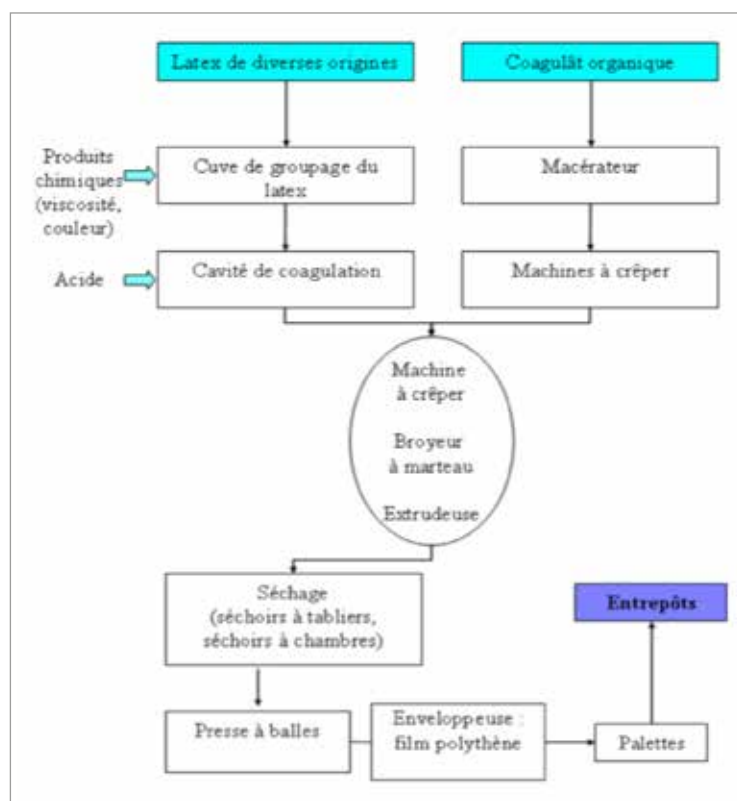 Latex de diverses origines
Coagulât organique
Produits
chimiques
(viscosité,
couleur)
Cuve de groupage du
latex
Macérateur
Acide
Cavité de coagulation
Machines à crêper
Machine
à crêper
Broyeur
à marteau
Extrudeuse
Séchage
(séchoirs à tabliers,
séchoirs à chambres)
Entrepôts
Presse à balles
Enveloppeuse :
film polythène
Palettes